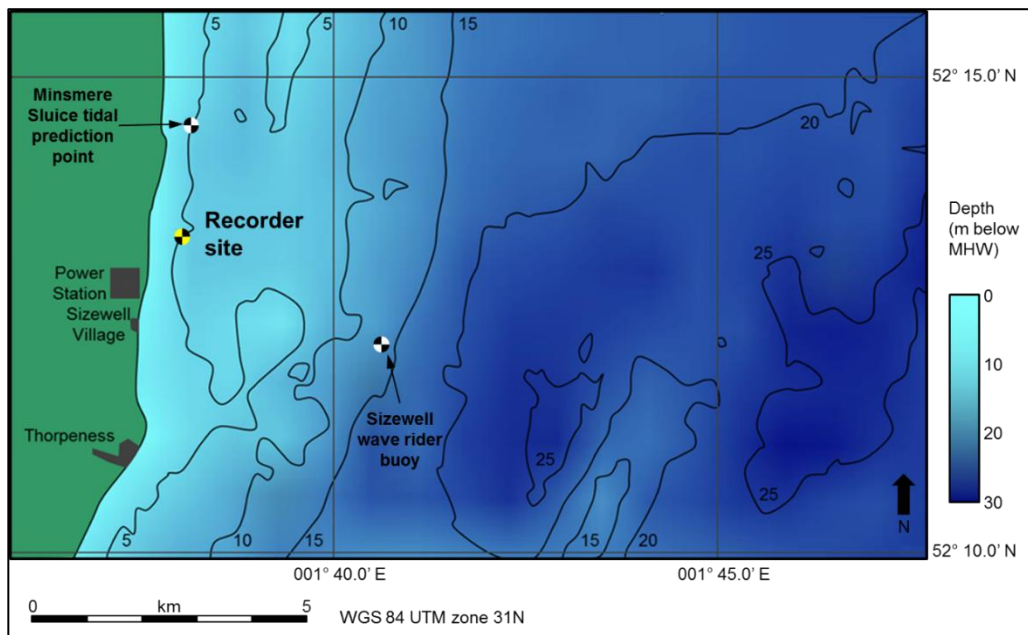 5
5
10
15
52° 15.0’ N
Minsmere
Sluice tidal
prediction
point
20
Recorder
site
Depth
(m below
MHW)
25
Power
Station
Sizewell
Village
0
10
20
30
Sizewell
wave rider
buoy
Thorpeness
25
25
N
5
10
15
15
20
52° 10.0’ N
001° 40.0’ E
001° 45.0’ E
0
km
5
WGS 84 UTM zone 31N